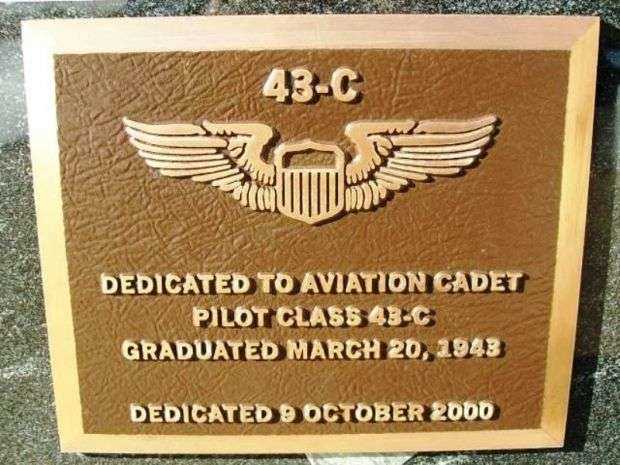 43-C
DEDICATED TO AVIATION CADET
PILOT CLASS 43-C
GRADUATED MARCH 20, 1943
DEDICATED 9 OCTOBER 2000